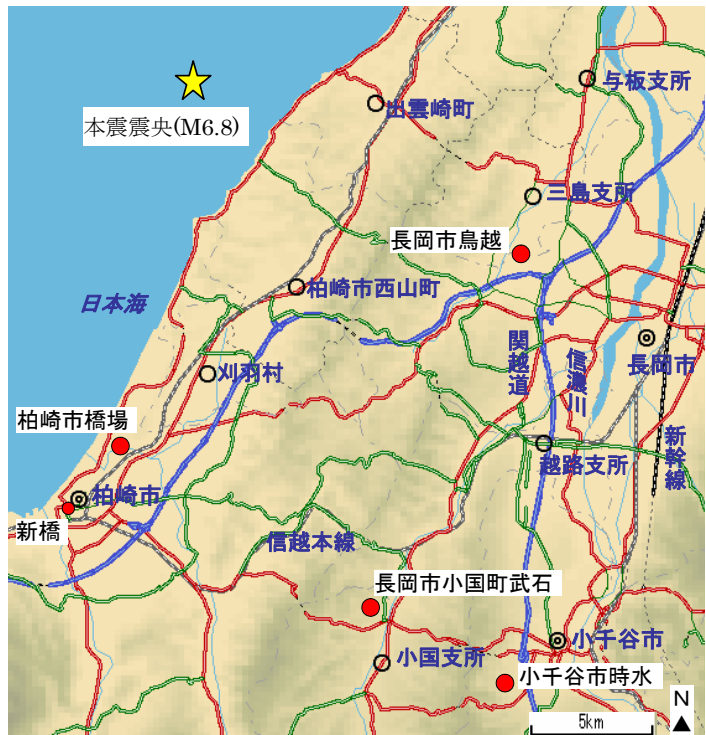 与板支所
出雲崎町
本震震央(M6.8)
三島支所
長岡市鳥越
柏崎市西山町
日本海
関越道
信濃川
長岡市
刈羽村
柏崎市橋場
新幹線
越路支所
柏崎市
新橋
信越本線
長岡市小国町武石
小千谷市
小国支所
小千谷市時水
N
5km